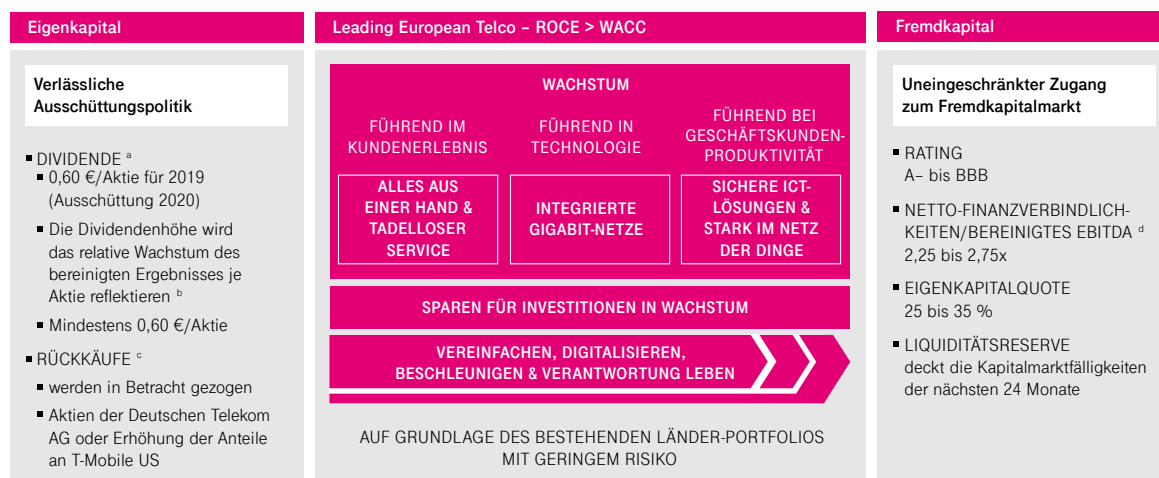 Eigenkapital
Verlässliche
Ausschüttungspolitik
DIVIDENDE a
0,60 €/Aktie für 2019
(Ausschüttung 2020)
Die Dividendenhöhe wird
das relative Wachstum des
bereinigten Ergebnisses je
Aktie reflektieren b
Mindestens 0,60 €/Aktie
RÜCKKÄUFE c
werden in Betracht gezogen
Aktien der Deutschen Telekom
AG oder Erhöhung der Anteile
an T-Mobile US
Leading European Telco – ROCE > WACC
WACHSTUM
FÜHREND IM
KUNDENERLEBNIS
ALLES AUS
EINER HAND &
TADELLOSER
SERVICE
FÜHREND IN
TECHNOLOGIE
INTEGRIERTE
GIGABIT-NETZE
FÜHREND BEI
GESCHÄFTSKUNDEN-
PRODUKTIVITÄT
SICHERE ICT-
LÖSUNGEN &
STARK IM NETZ
DER DINGE
SPAREN FÜR INVESTITIONEN IN WACHSTUM
VEREINFACHEN, DIGITALISIEREN,
BESCHLEUNIGEN & VERANTWORTUNG LEBEN
AUF GRUNDLAGE DES BESTEHENDEN LÄNDER-PORTFOLIOS
MIT GERINGEM RISIKO
Fremdkapital
Uneingeschränkter Zugang
zum Fremdkapitalmarkt
RATING
A– bis BBB
NETTO-FINANZVERBINDLICH-
KEITEN/BEREINIGTES EBITDA d
2,25 bis 2,75x
EIGENKAPITALQUOTE
25 bis 35 %
LIQUIDITÄTSRESERVE
deckt die Kapitalmarktfälligkeiten
der nächsten 24 Monate